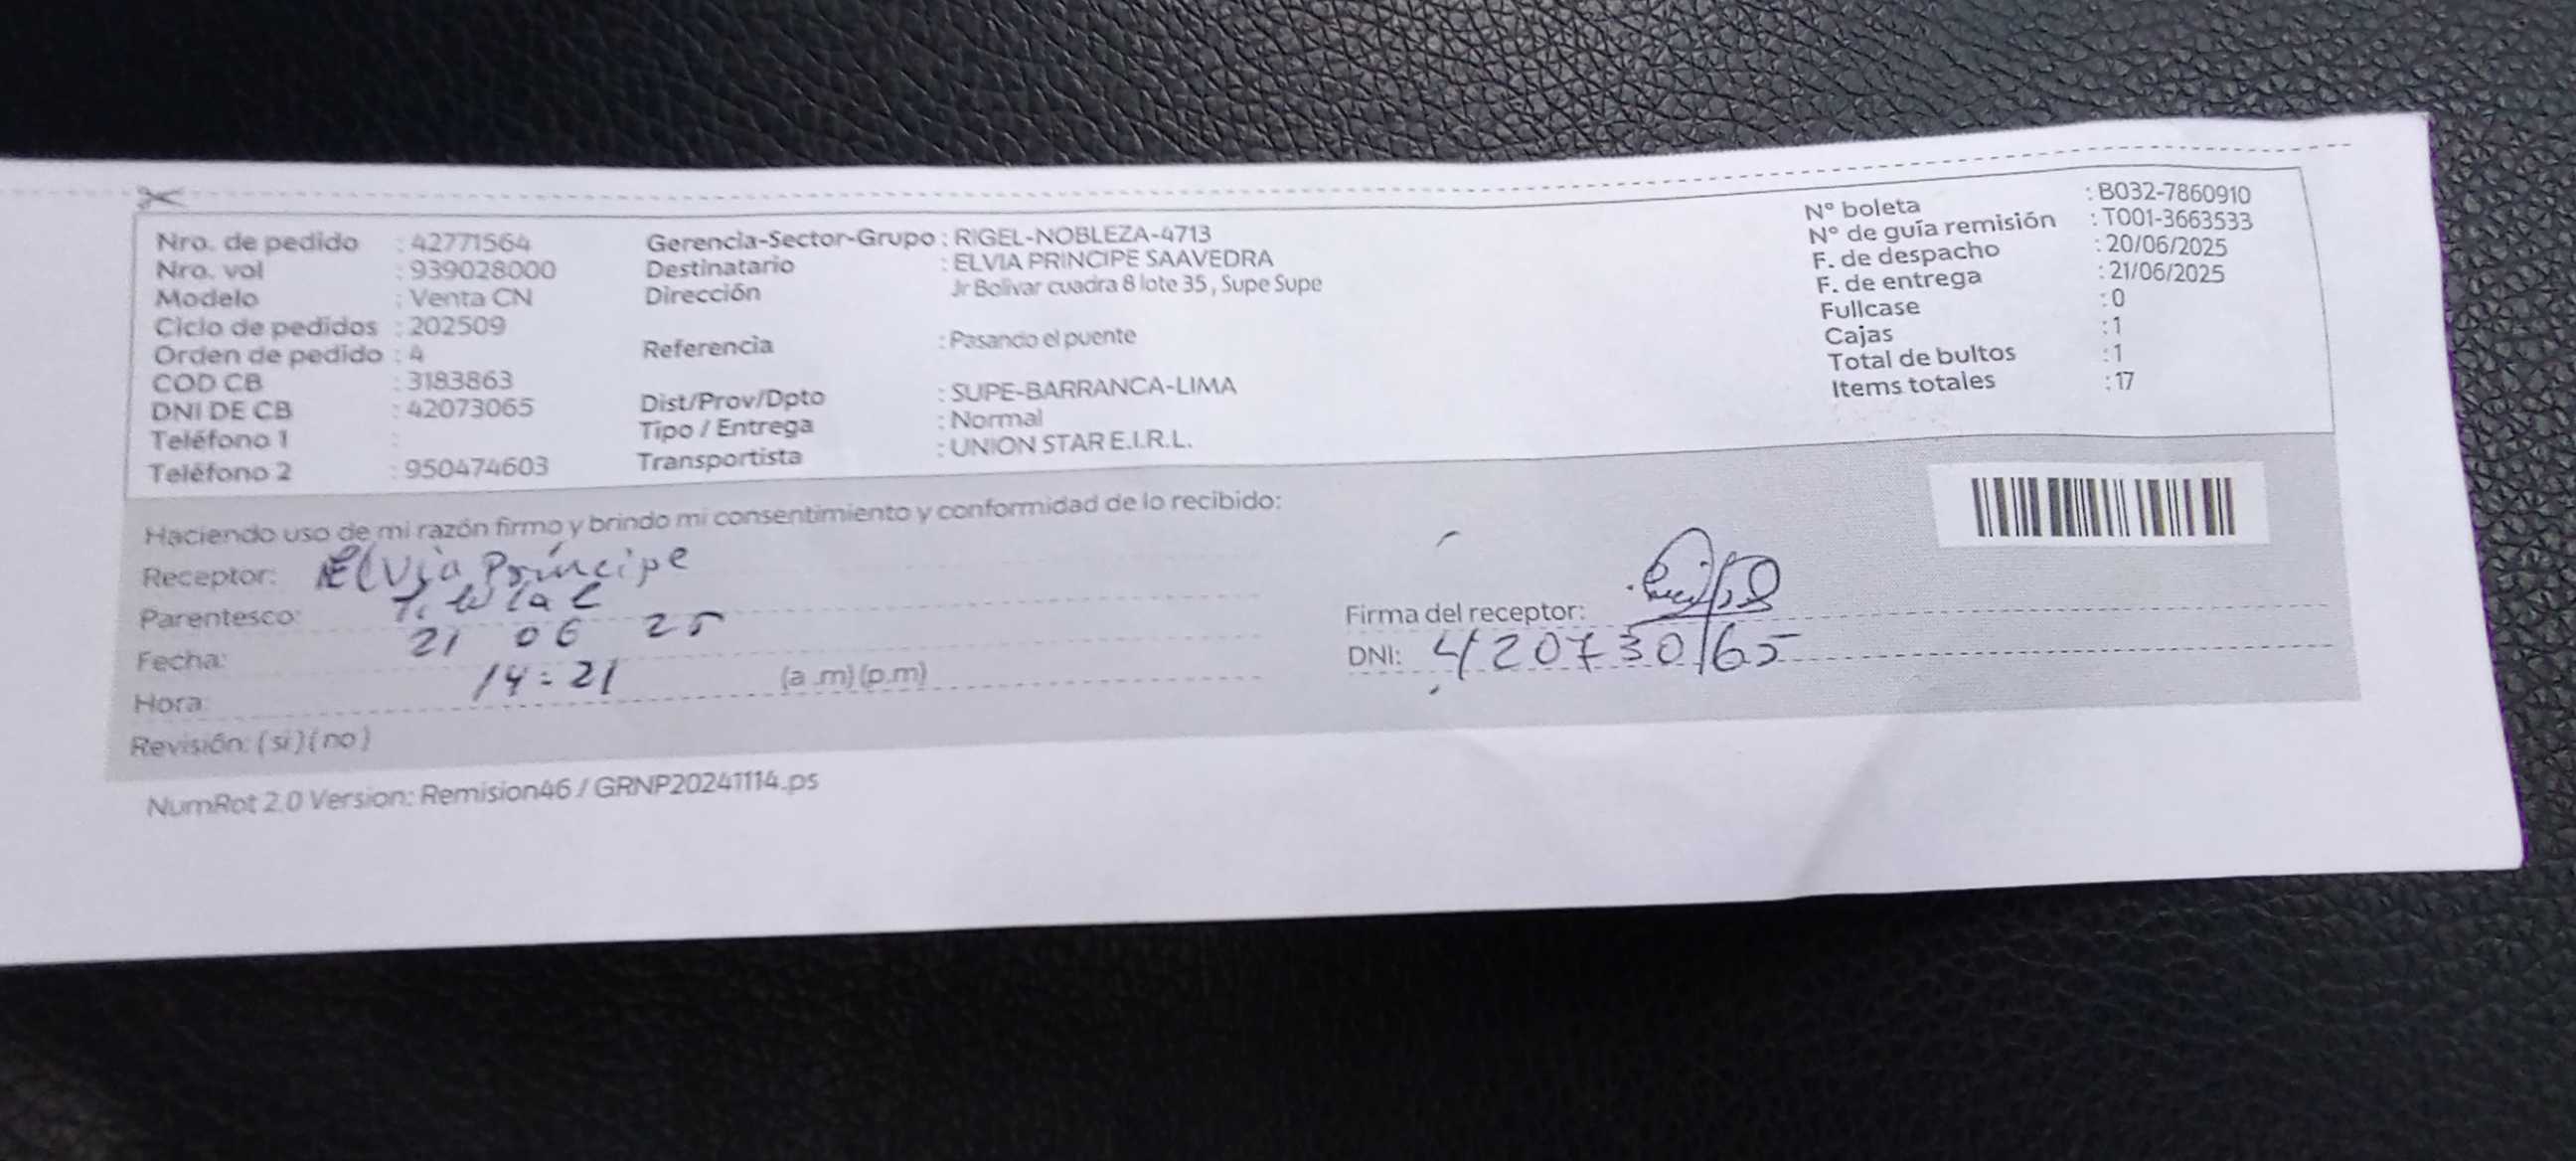 Nro. de pedido : 42771564
Nro. vol : 939028000
Modelo : Venta CN
Ciclo de pedidos : 202509
Orden de pedido : 4
COD CB : 3183863
DNI DE CB : 42073065
Teléfono 1 :
Teléfono 2 : 950474603
Gerencia-Sector-Grupo : RIGEL-NOBLEZA-4713
Destinatario : ELVIA PRINCIPE SAAVEDRA
Dirección Jr Bolivar cuadra 8 lote 35 , Supe Supe
Referencia : Pasando el puente
Dist/Prov/Dpto : SUPE-BARRANCA-LIMA
Tipo / Entrega : Normal
Transportista : UNION STAR E.I.R.L.
N° boleta : B032-7860910
N° de guía remisión : T001-3663533
F. de despacho : 20/06/2025
F. de entrega : 21/06/2025
Fullcase : 0
Cajas : 1
Total de bultos : 1
Items totales : 17
Haciendo uso de mi razón firmo y brindo mi consentimiento y conformidad de lo recibido:
Receptor: Elvia Príncipe
Parentesco: Titular
Fecha: 21 06 25
Hora: 14:21 (a .m) (p.m)
Revisión: ( si ) ( no )
Firma del receptor:
DNI: 42073065
NumRot 2.0 Version: Remision46 / GRNP20241114.ps